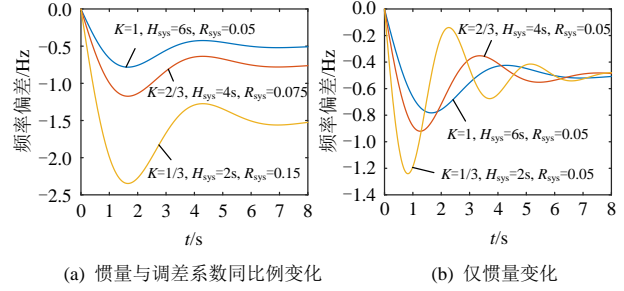 0
−0.5
−1.0
−1.5
−2.0
−2.5
频率偏差/Hz
K=1, Hsys=6s, Rsys=0.05
K=2/3, Hsys=4s, Rsys=0.075
K=1/3, Hsys=2s, Rsys=0.15
0 1 2 3 4 5 6 7 8
t/s
(a) 惯量与调差系数同比例变化
0.0
−0.2
−0.4
−0.6
−0.8
−1.0
−1.2
−1.4
频率偏差/Hz
K=2/3, Hsys=4s, Rsys=0.05
K=1, Hsys=6s, Rsys=0.05
K=1/3, Hsys=2s, Rsys=0.05
0 1 2 3 4 5 6 7 8
t/s
(b) 仅惯量变化